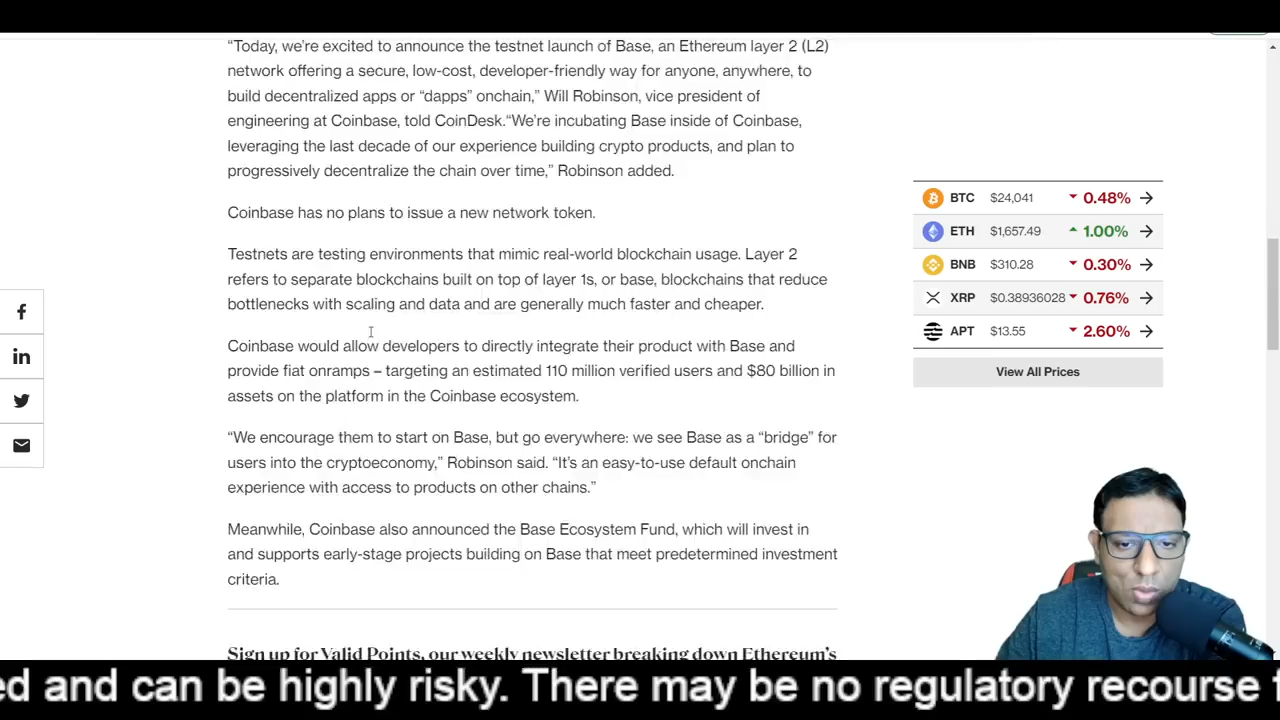 “Today, we’re excited to announce the testnet launch of Base, an Ethereum layer 2 (L2)
network offering a secure, low-cost, developer-friendly way for anyone, anywhere, to
build decentralized apps or “dapps” onchain,” Will Robinson, vice president of
engineering at Coinbase, told CoinDesk.“We’re incubating Base inside of Coinbase,
leveraging the last decade of our experience building crypto products, and plan to
progressively decentralize the chain over time,” Robinson added.
Coinbase has no plans to issue a new network token.
Testnets are testing environments that mimic real-world blockchain usage. Layer 2
refers to separate blockchains built on top of layer 1s, or base, blockchains that reduce
bottlenecks with scaling and data and are generally much faster and cheaper.
Coinbase would allow developers to directly integrate their product with Base and
provide fiat onramps – targeting an estimated 110 million verified users and $80 billion in
assets on the platform in the Coinbase ecosystem.
“We encourage them to start on Base, but go everywhere: we see Base as a “bridge” for
users into the cryptoeconomy,” Robinson said. “It’s an easy-to-use default onchain
experience with access to products on other chains.”
Meanwhile, Coinbase also announced the Base Ecosystem Fund, which will invest in
and supports early-stage projects building on Base that meet predetermined investment
criteria.
Sign up for Valid Points, our weekly newsletter breaking down Ethereum’s
BTC $24,041 0.48%
ETH $1,657.49 1.00%
BNB $310.28 0.30%
XRP $0.38936028 0.76%
APT $13.55 2.60%
View All Prices
ed and can be highly risky. There may be no regulatory recourse f